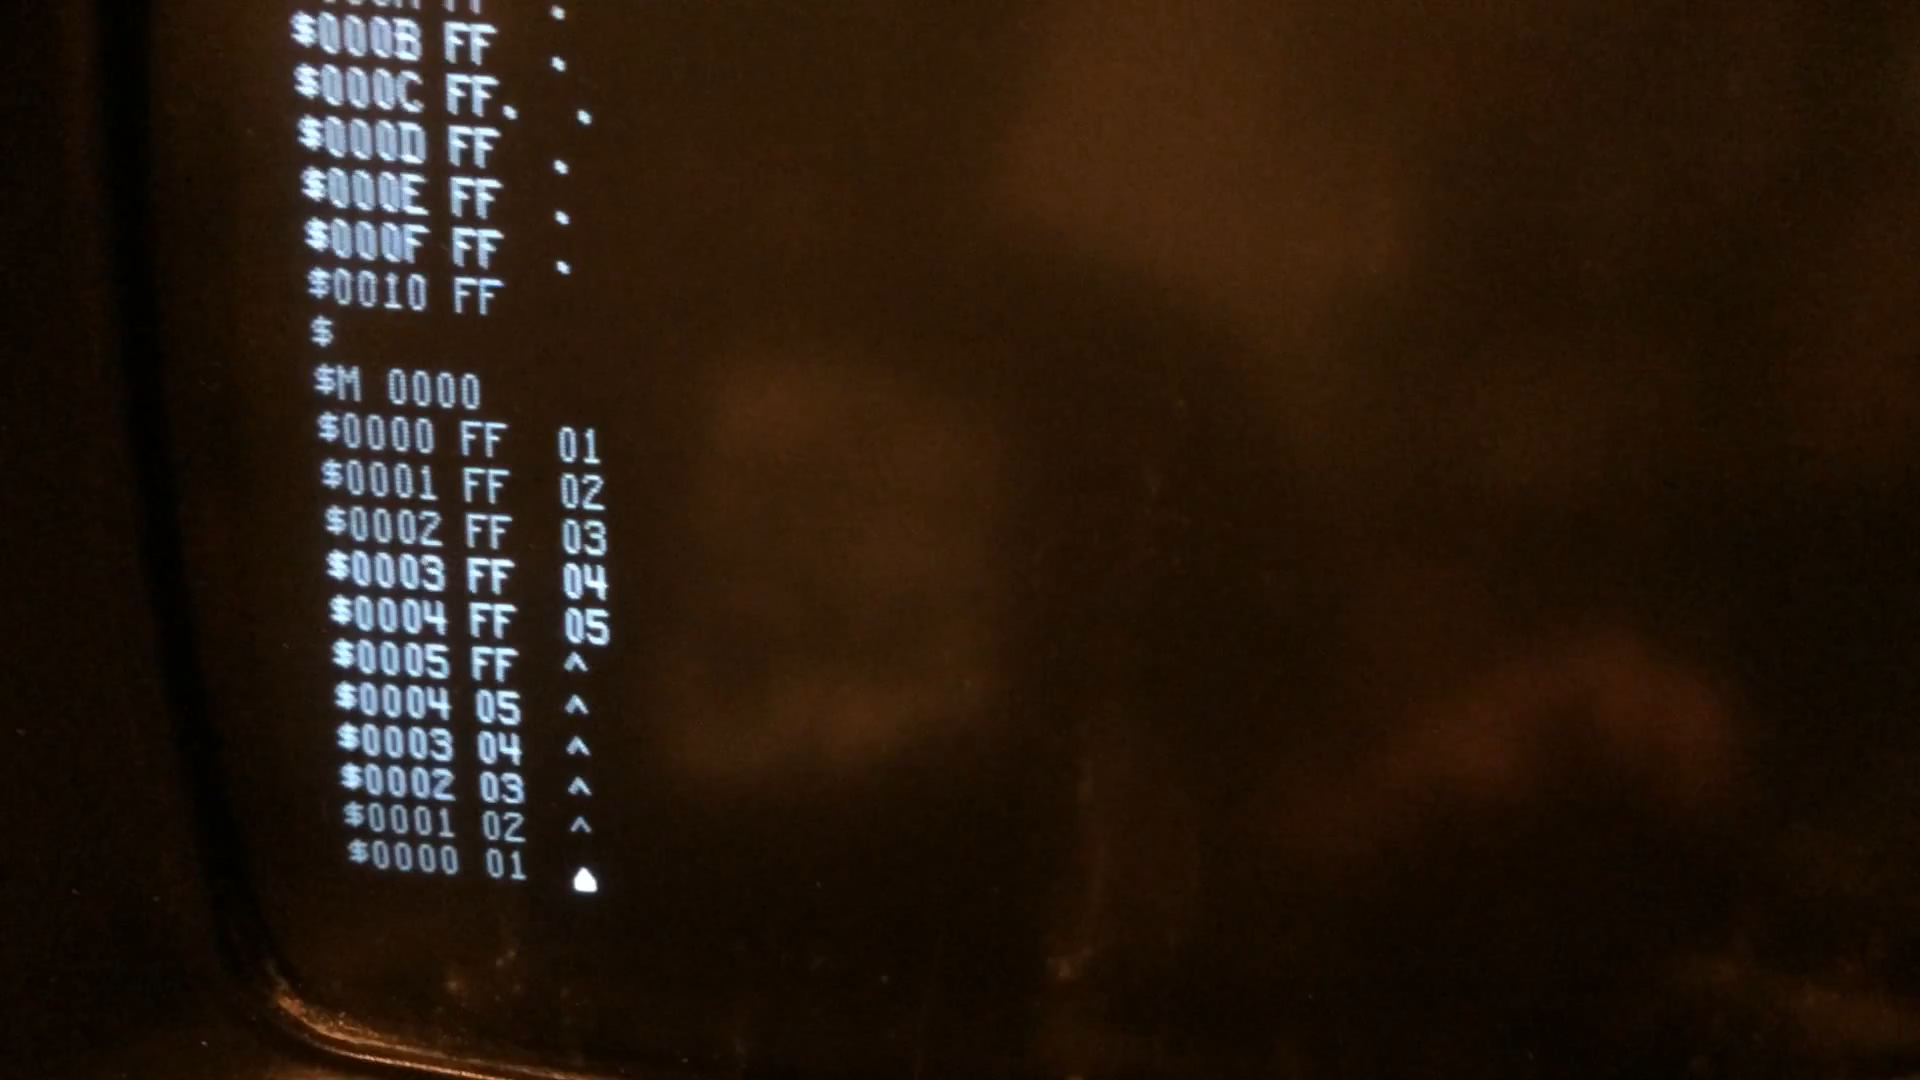 $000B FF .
$000C FF. .
$000D FF .
$000E FF .
$000F FF .
$0010 FF
$
$M 0000
$0000 FF 01
$0001 FF 02
$0002 FF 03
$0003 FF 04
$0004 FF 05
$0005 FF ^
$0004 05 ^
$0003 04 ^
$0002 03 ^
$0001 02 ^
$0000 01